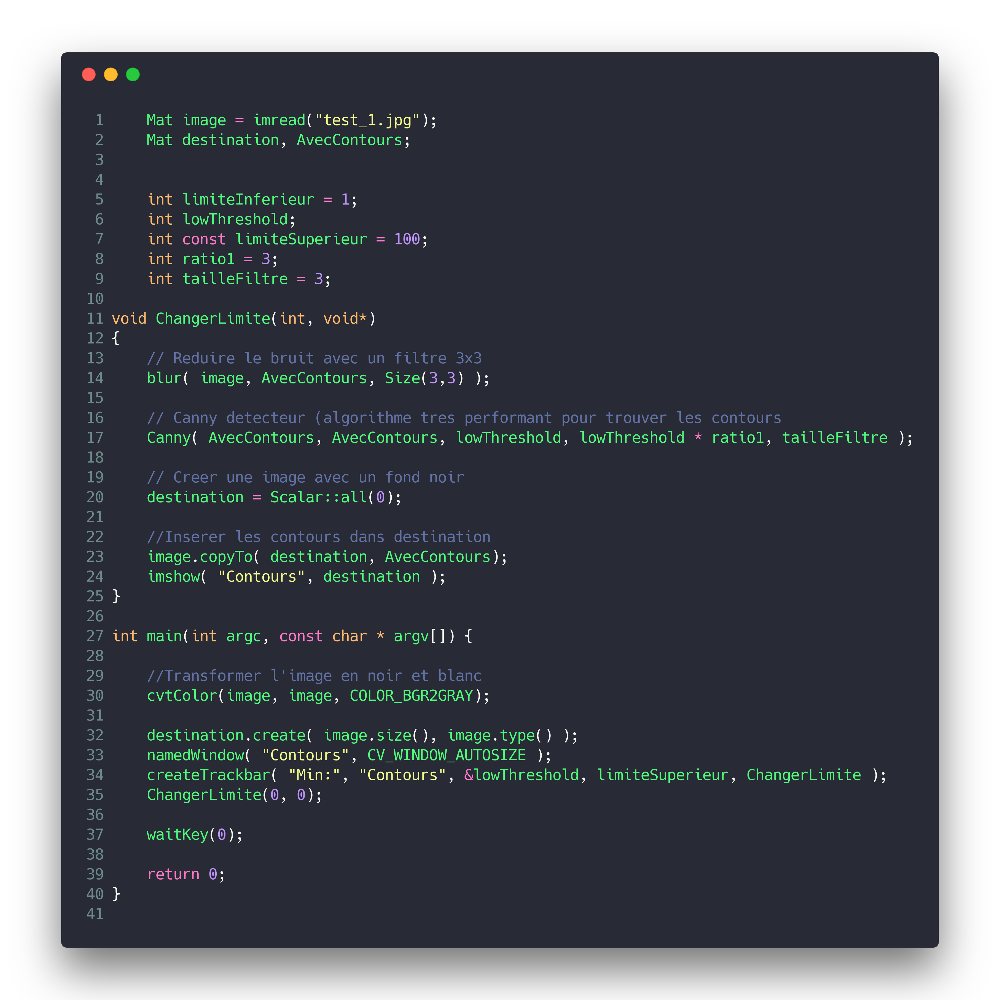 1 Mat image = imread("test_1.jpg");
2 Mat destination, AvecContours;
3
4
5 int limiteInferieur = 1;
6 int lowThreshold;
7 int const limiteSuperieur = 100;
8 int ratio1 = 3;
9 int tailleFiltre = 3;
10
11 void ChangerLimite(int, void*)
12 {
13 // Reduire le bruit avec un filtre 3x3
14 blur( image, AvecContours, Size(3,3) );
15
16 // Canny detecteur (algorithme tres performant pour trouver les contours
17 Canny( AvecContours, AvecContours, lowThreshold, lowThreshold * ratio1, tailleFiltre );
18
19 // Creer une image avec un fond noir
20 destination = Scalar::all(0);
21
22 //Inserer les contours dans destination
23 image.copyTo( destination, AvecContours);
24 imshow( "Contours", destination );
25 }
26
27 int main(int argc, const char * argv[]) {
28
29 //Transformer l'image en noir et blanc
30 cvtColor(image, image, COLOR_BGR2GRAY);
31
32 destination.create( image.size(), image.type() );
33 namedWindow( "Contours", CV_WINDOW_AUTOSIZE );
34 createTrackbar( "Min:", "Contours", &lowThreshold, limiteSuperieur, ChangerLimite );
35 ChangerLimite(0, 0);
36
37 waitKey(0);
38
39 return 0;
40 }
41